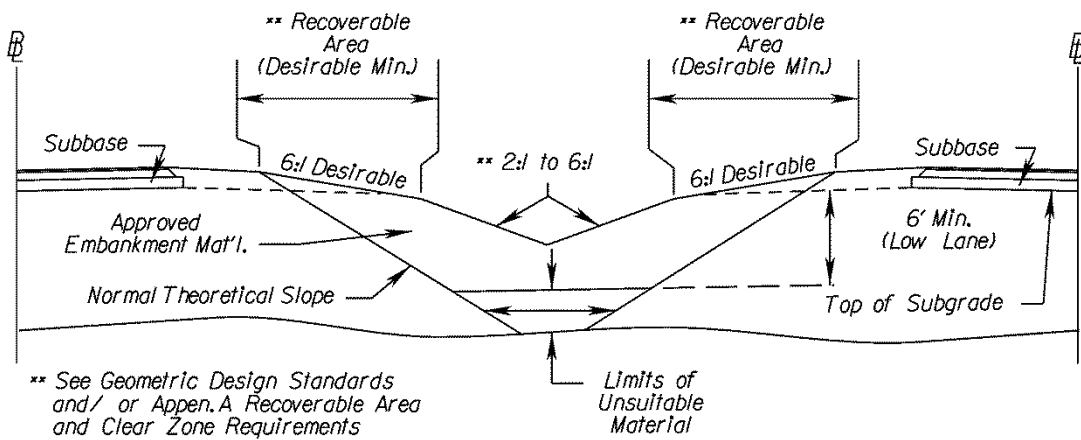 ** Recoverable
Area
(Desirable Min.)
** Recoverable
Area
(Desirable Min.)
Subbase
6:1 Desirable
** 2:1 to 6:1
6:1 Desirable
Subbase
Approved
Embankment Mat'l.
6' Min.
(Low Lane)
Normal Theoretical Slope
Top of Subgrade
** See Geometric Design Standards
and/ or Appen. A Recoverable Area
and Clear Zone Requirements
Limits of
Unsuitable
Material